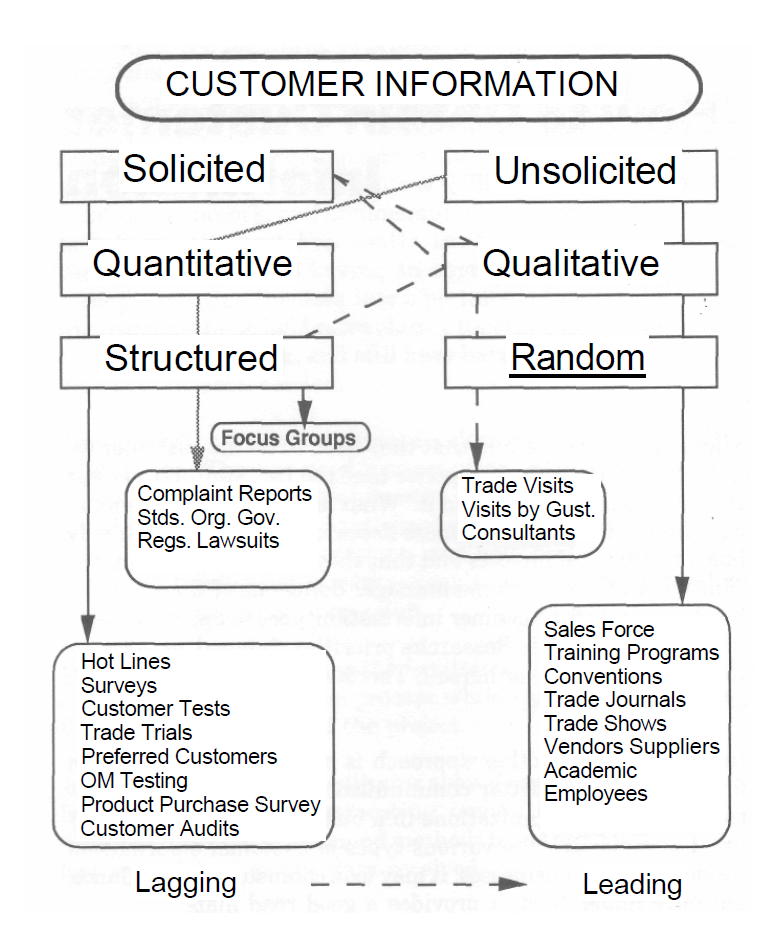 CUSTOMER INFORMATION
Solicited
Unsolicited
Quantitative
Qualitative
Structured
Random
Focus Groups
Complaint Reports
Stds. Org. Gov.
Regs. Lawsuits
Trade Visits
Visits by Gust.
Consultants
Hot Lines
Surveys
Customer Tests
Trade Trials
Preferred Customers
OM Testing
Product Purchase Survey
Customer Audits
Sales Force
Training Programs
Conventions
Trade Journals
Trade Shows
Vendors Suppliers
Academic
Employees
Lagging
Leading